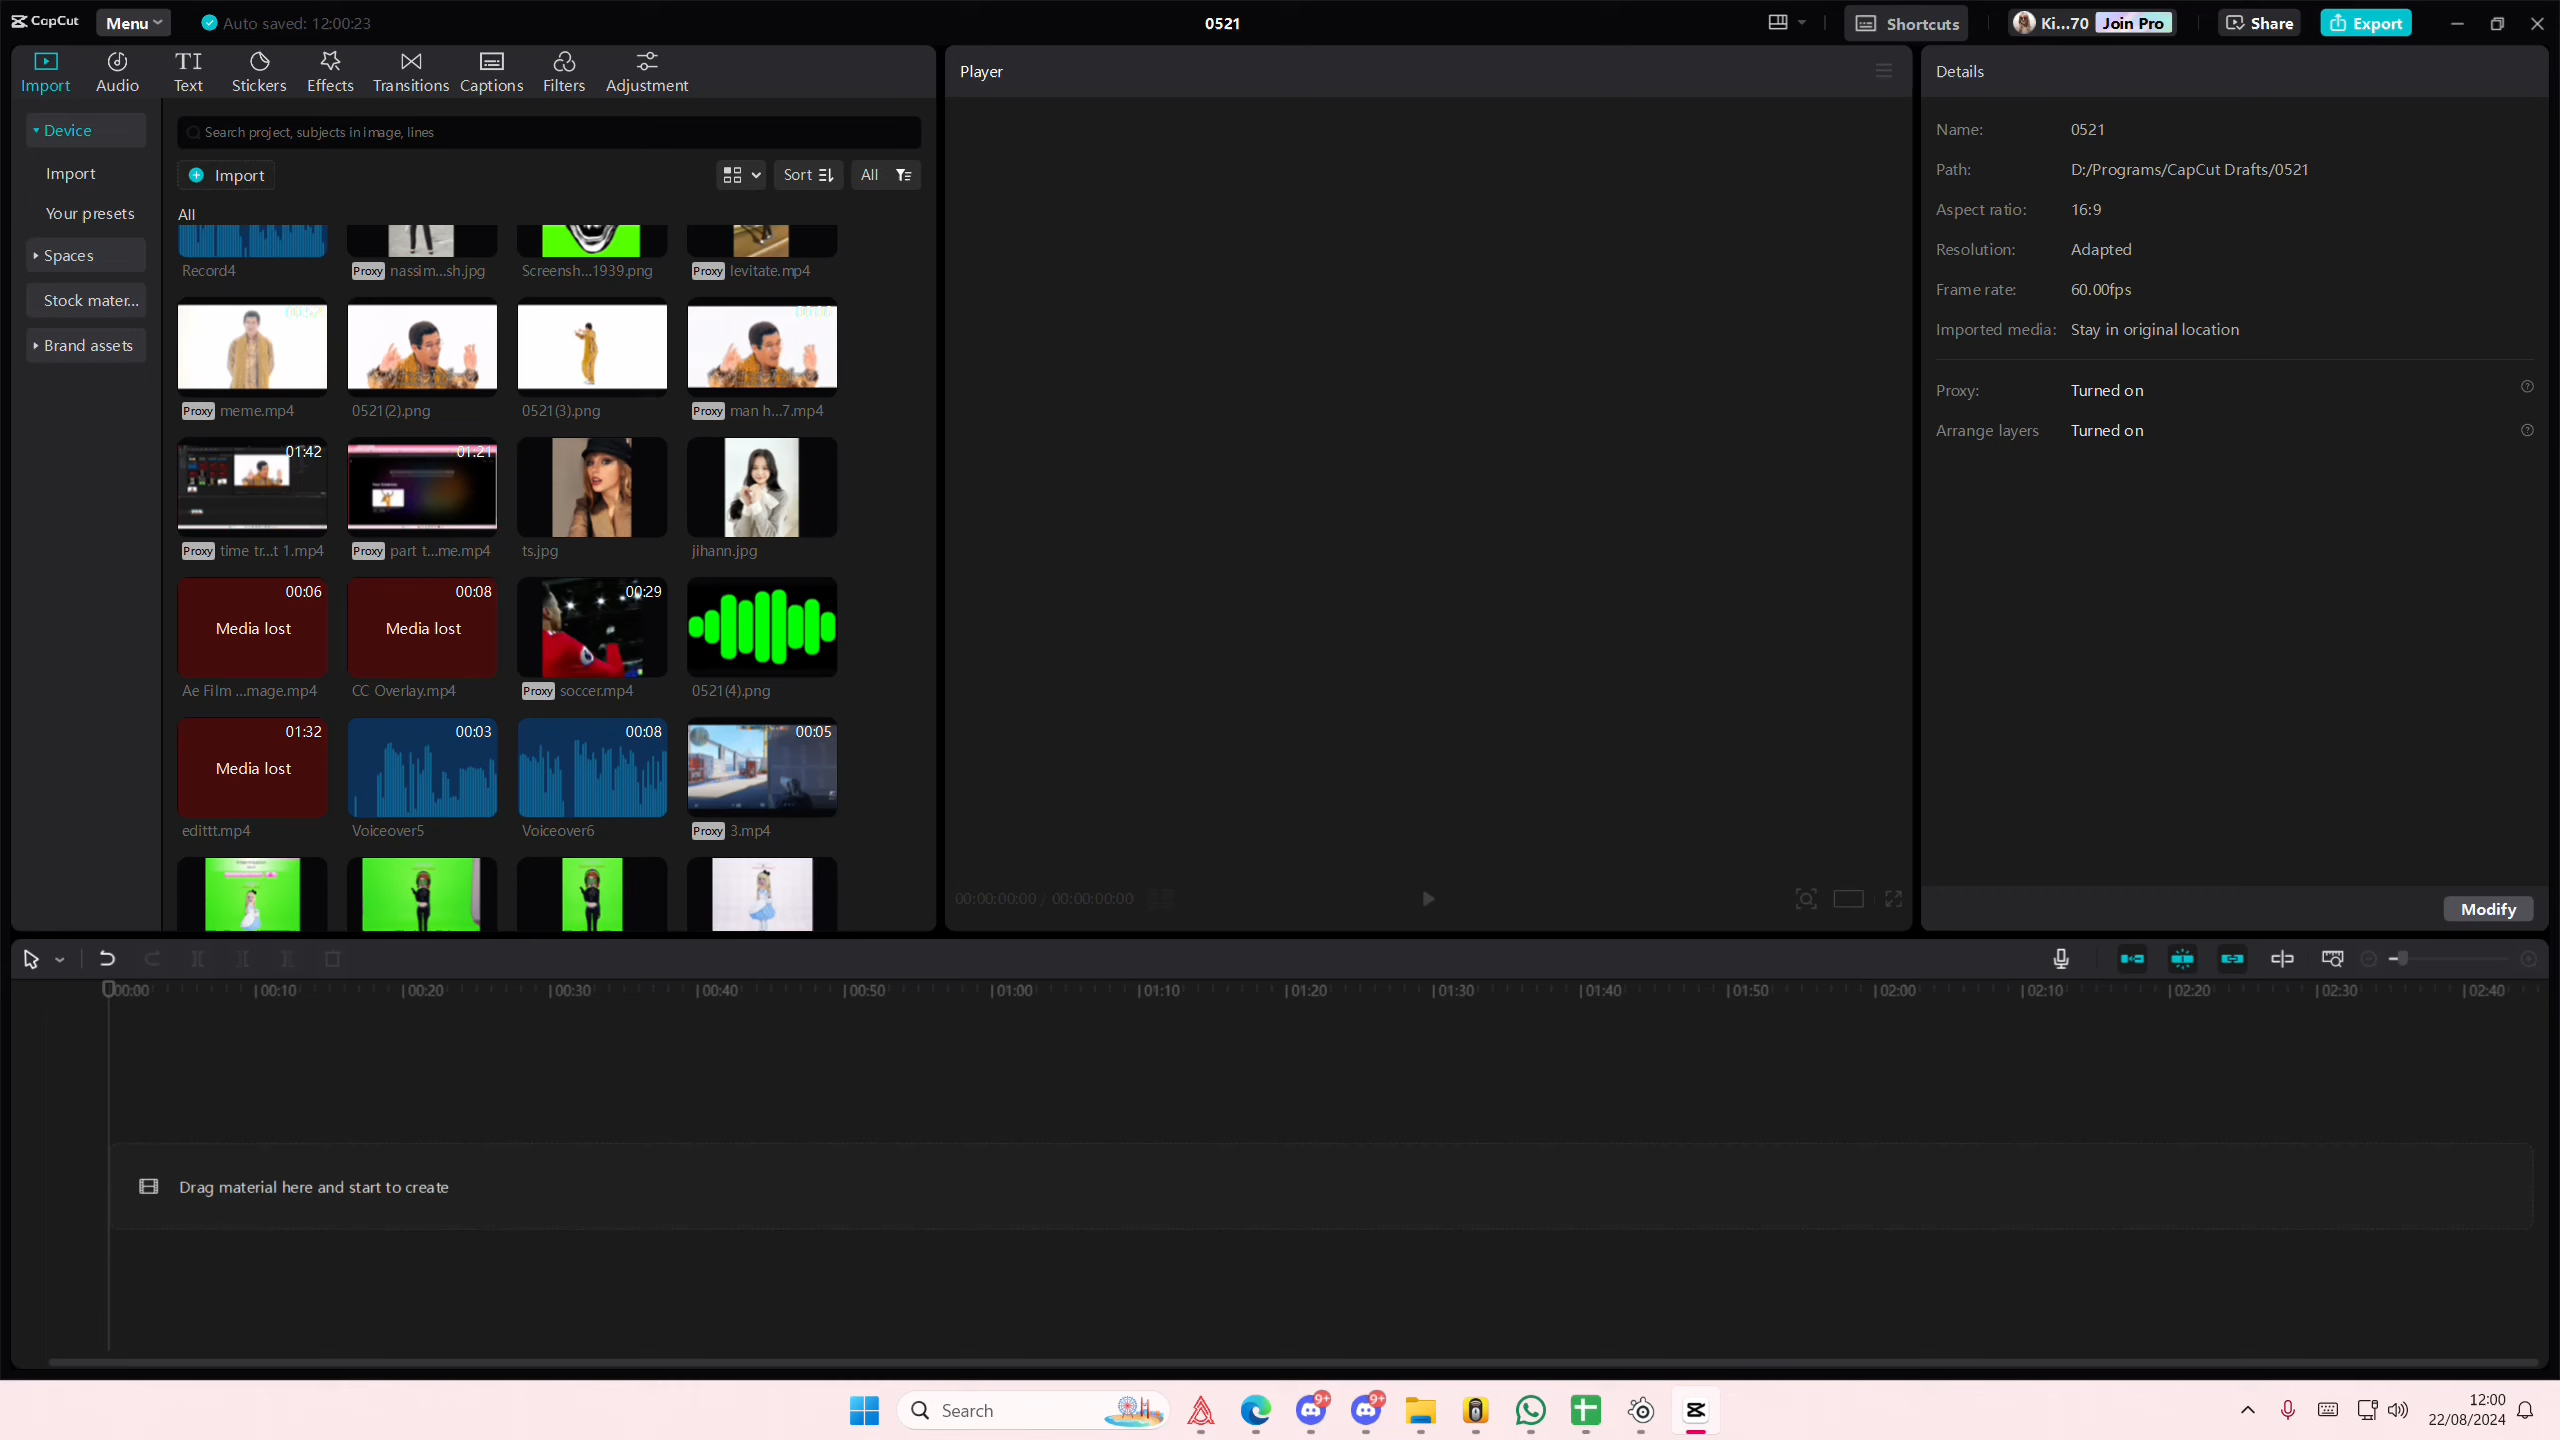 CapCut
Menu
Auto saved: 12:00:23
0521
Shortcuts
Ki...70
Join Pro
Share
Export
Import
Audio
Text
Stickers
Effects
Transitions
Captions
Filters
Adjustment
Device
Import
Your presets
Spaces
Stock mater...
Brand assets
Search project, subjects in image, lines
Import
Sort
All
All
Record4
Proxy nassim...sh.jpg
Screensh...1939.png
Proxy levitate.mp4
Proxy meme.mp4
0521(2).png
0521(3).png
Proxy man h...7.mp4
01:42
01:21
Proxy time tr...t 1.mp4
Proxy part t...me.mp4
ts.jpg
jihann.jpg
00:06
Media lost
00:08
Media lost
00:29
Ae Film ...mage.mp4
CC Overlay.mp4
Proxy soccer.mp4
0521(4).png
01:32
Media lost
00:03
00:08
00:05
edittt.mp4
Voiceover5
Voiceover6
Proxy 3.mp4
Player
00:00:00:00 / 00:00:00:00
Details
Name: 0521
Path: D:/Programs/CapCut Drafts/0521
Aspect ratio: 16:9
Resolution: Adapted
Frame rate: 60.00fps
Imported media: Stay in original location
Proxy: Turned on
Arrange layers Turned on
Modify
00:00 00:10 00:20 00:30 00:40 00:50 01:00 01:10 01:20 01:30 01:40 01:50 02:00 02:10 02:20 02:30 02:40
Drag material here and start to create
Search
9+
9+
12:00
22/08/2024